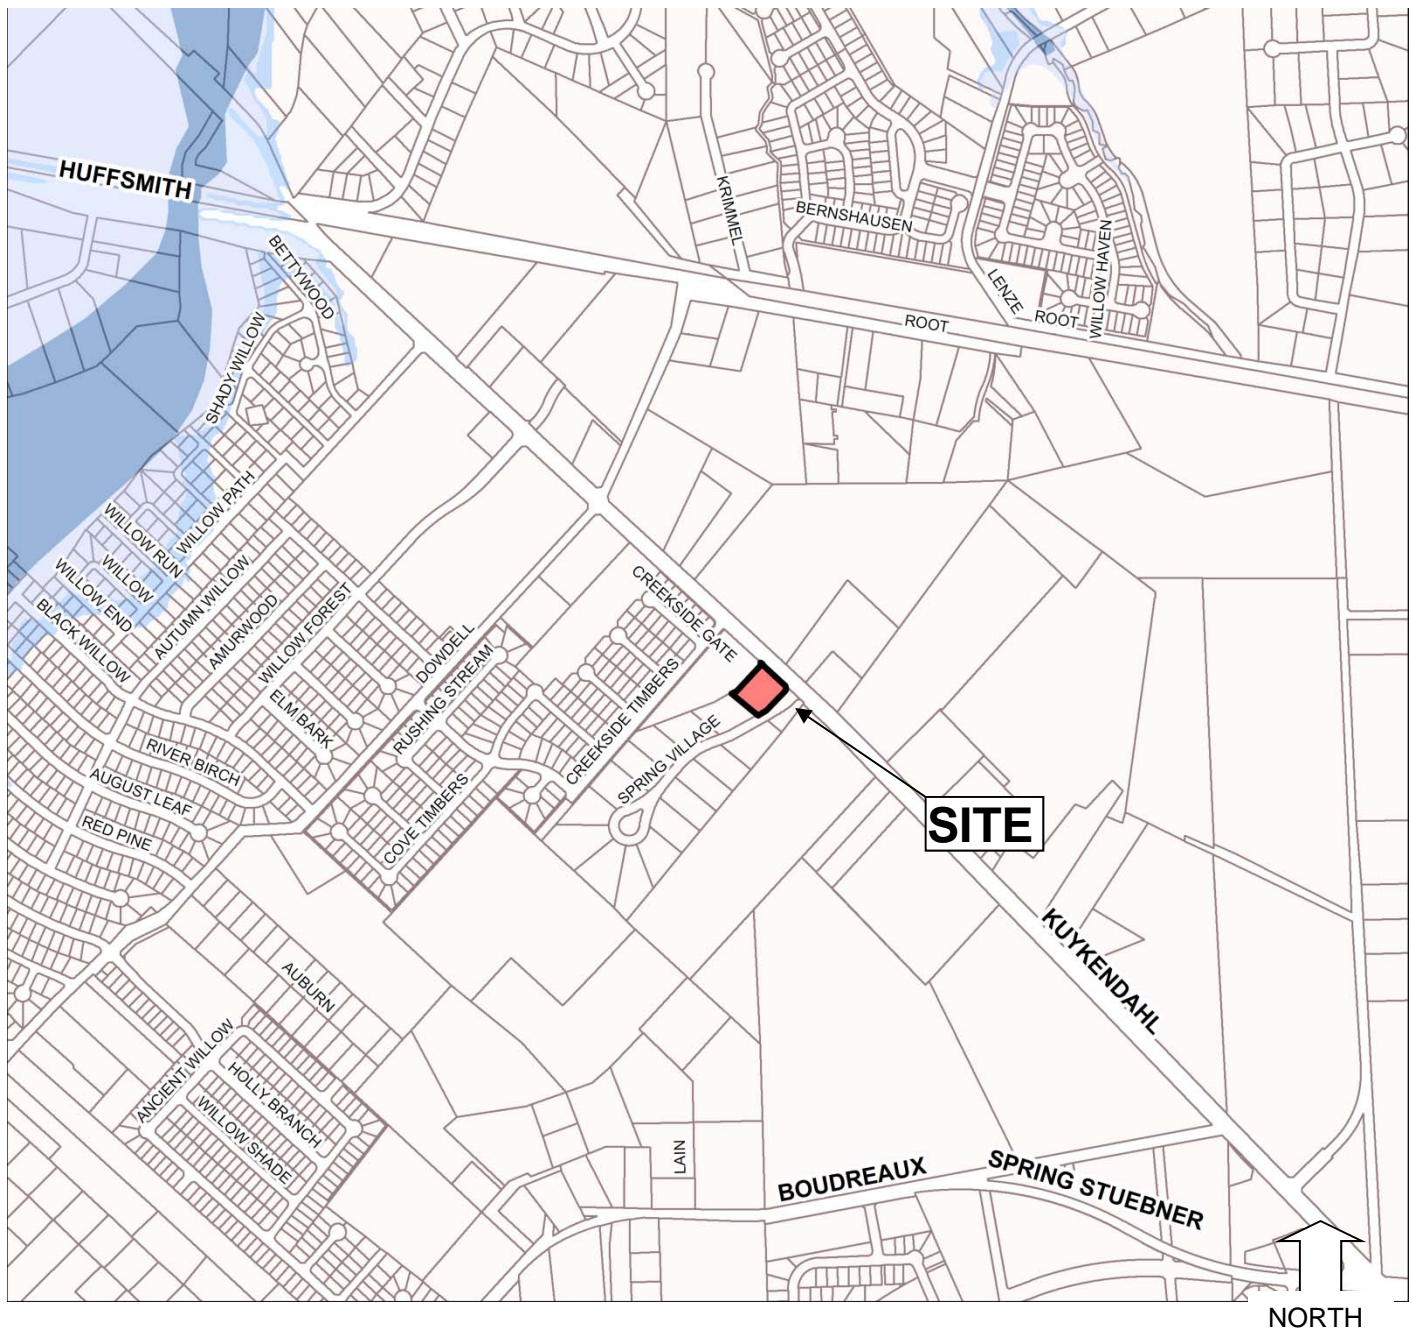 HUFFSMITH
KRIMMEL
BERNSHAUSEN
BETTYWOOD
WILLOW HAVEN
LENZE
ROOT
ROOT
SHADY WILLOW
WILLOW PATH
WILLOW RUN
WILLOW
WILLOW END
BLACK WILLOW
AUTUMN WILLOW
AMURWOOD
WILLOW FOREST
CREEKSIDE GATE
DOWDELL
RUSHING STREAM
ELM BARK
CREEKSIDE TIMBERS
SPRING VILLAGE
RIVER BIRCH
AUGUST LEAF
RED PINE
COVE TIMBERS
SITE
KUYKENDAHL
AUBURN
ANCIENT WILLOW
HOLLY BRANCH
WILLOW SHADE
LAIN
BOUDREAUX
SPRING STUEBNER
NORTH